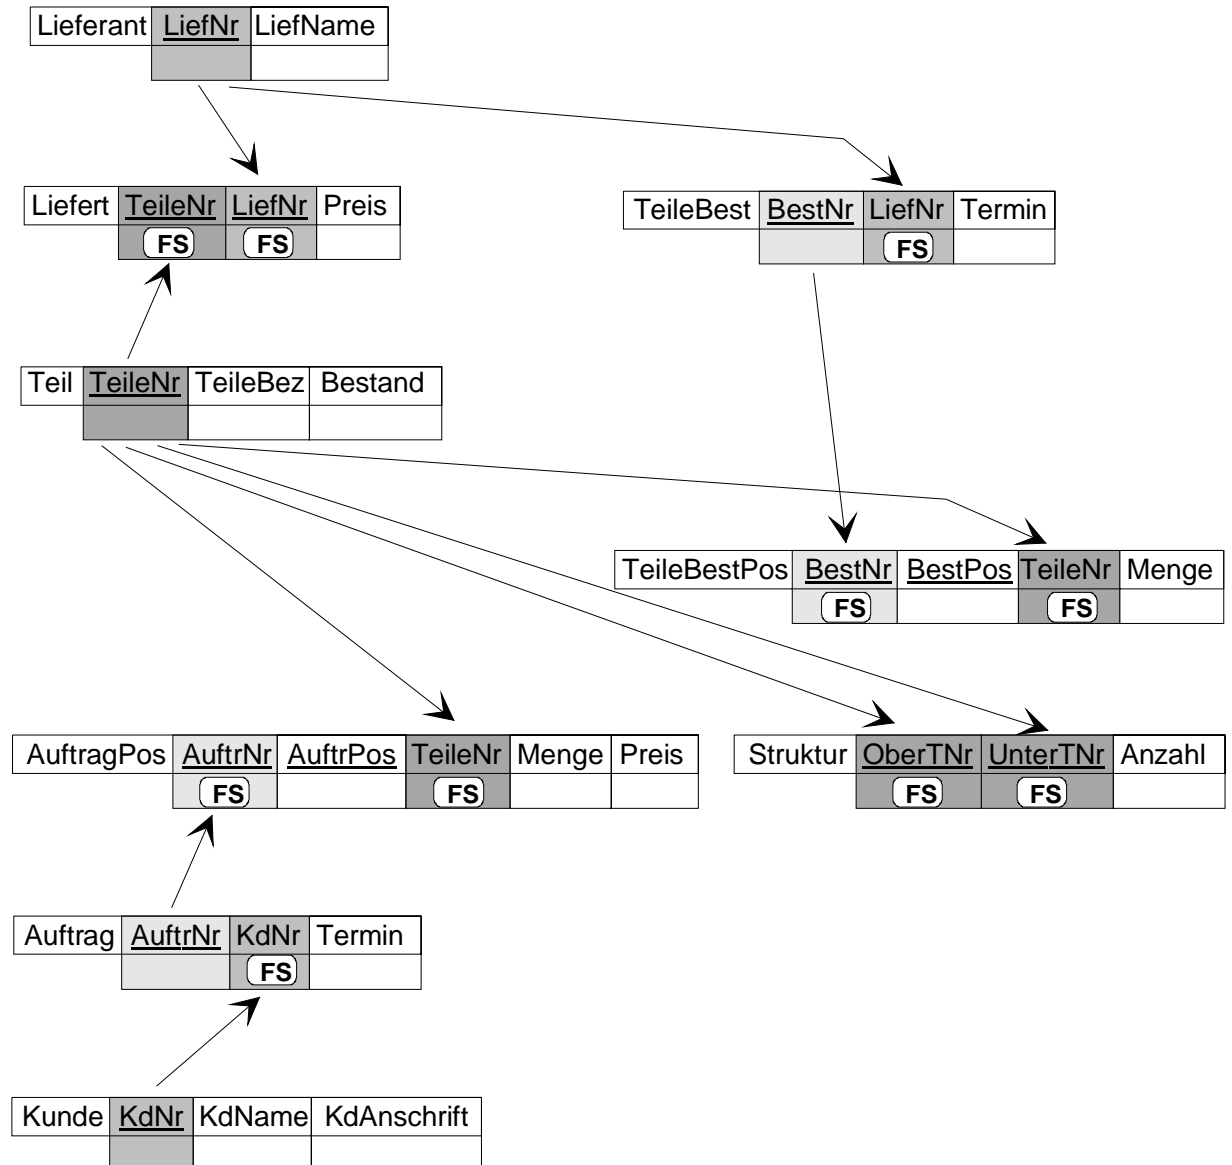 Lieferant LiefNr LiefName
Liefert TeileNr LiefNr Preis
FS FS
TeileBest BestNr LiefNr Termin
FS
Teil TeileNr TeileBez Bestand
TeileBestPos BestNr BestPos TeileNr Menge
FS FS
AuftragPos AuftrNr AuftrPos TeileNr Menge Preis
FS FS
Struktur OberTNr UnterTNr Anzahl
FS FS
Auftrag AuftrNr KdNr Termin
FS
Kunde KdNr KdName KdAnschrift